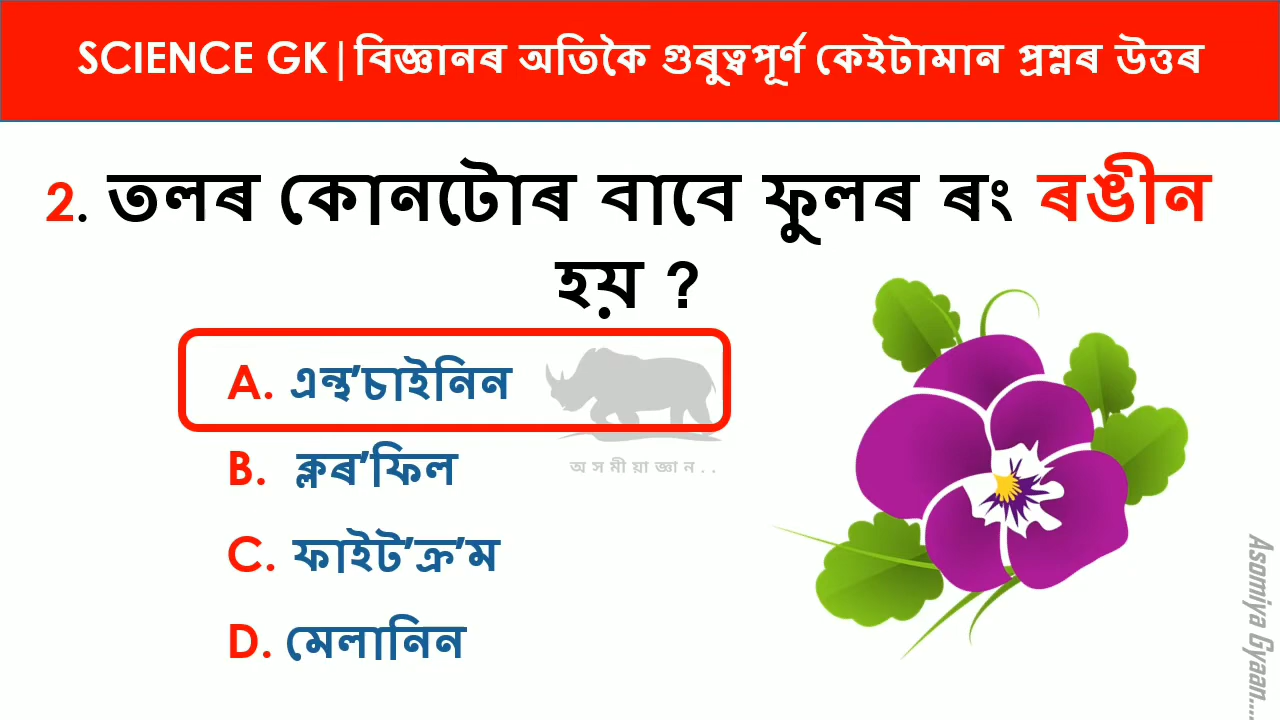 SCIENCE GK|বিজ্ঞানৰ অতিকৈ গুৰুত্বপূৰ্ণ কেইটামান প্ৰশ্নৰ উত্তৰ
2. তলৰ কোনটোৰ বাবে ফুলৰ ৰং ৰঙীন
হয় ?
A. এন্থ’চাইনিন
B. ক্লৰ’ফিল
অসমীয়া জ্ঞান..
C. ফাইট’ক্ৰ’ম
D. মেলানিন
Asomiya Gyaan....